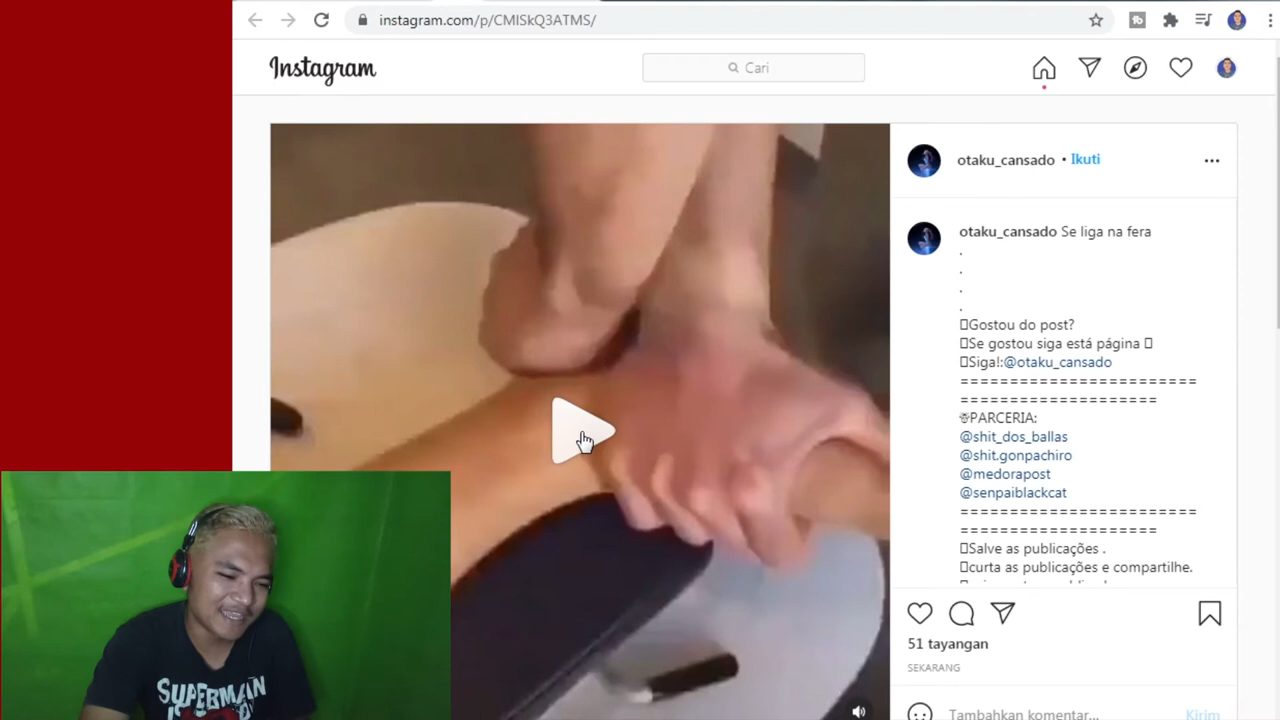 instagram.com/p/CMISkQ3ATMS/
Instagram
Cari
otaku_cansado • Ikuti
otaku_cansado Se liga na fera
.
.
.
.
Gostou do post?
Se gostou siga está página
Siga!:@otaku_cansado
========================
====================
PARCERIA:
@shit_dos_ballas
@shit.gonpachiro
@medorapost
@senpaiblackcat
========================
====================
Salve as publicações .
curta as publicações e compartilhe.
51 tayangan
SEKARANG
Tambahkan komentar... Kirim
SUPERMAN